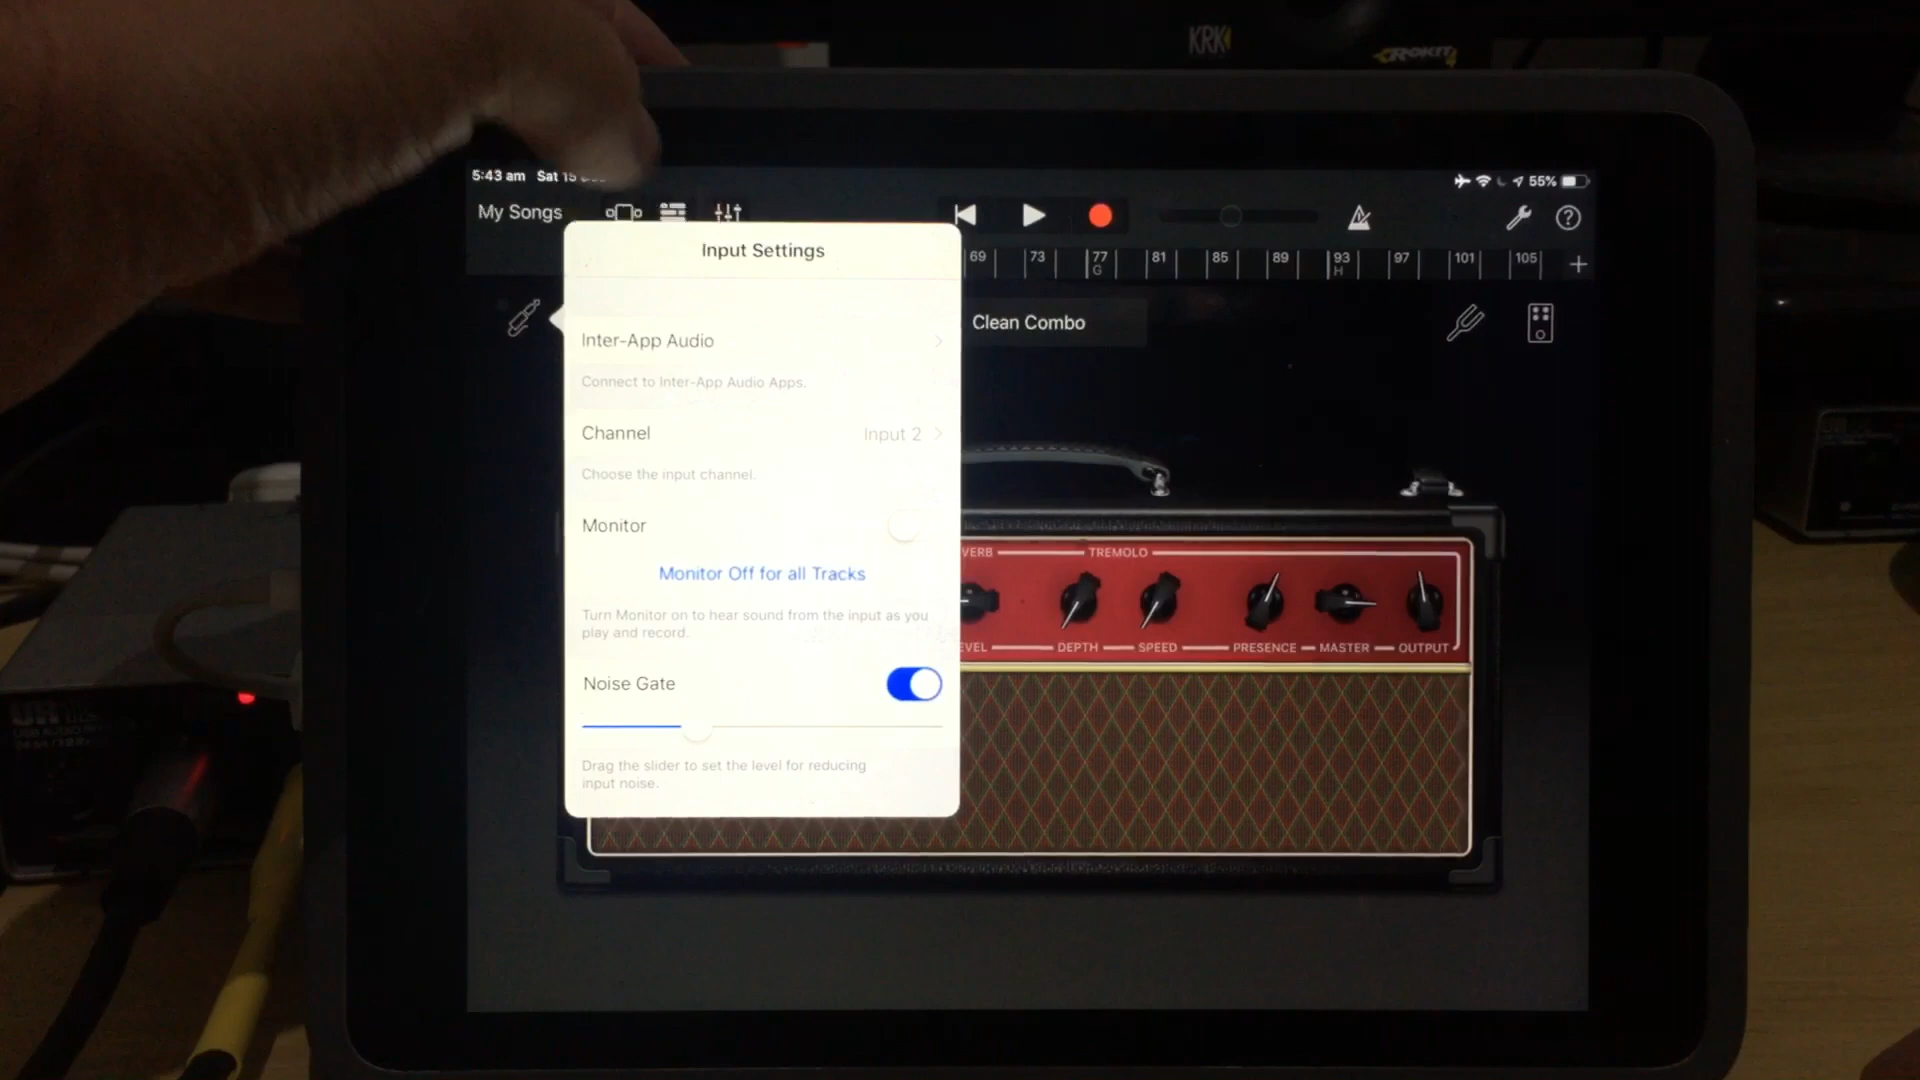 KRK
ROKIT 4
5:43 am Sat 15
55%
My Songs
69 73 77 81 85 89 93 97 101 105 +
G H
Input Settings
Clean Combo
Inter-App Audio
Connect to Inter-App Audio Apps.
Channel Input 2
Choose the input channel.
Monitor
Monitor Off for all Tracks
Turn Monitor on to hear sound from the input as you
play and record.
Noise Gate
Drag the slider to set the level for reducing
input noise.
VERB TREMOLO
EVEL DEPTH SPEED PRESENCE MASTER OUTPUT